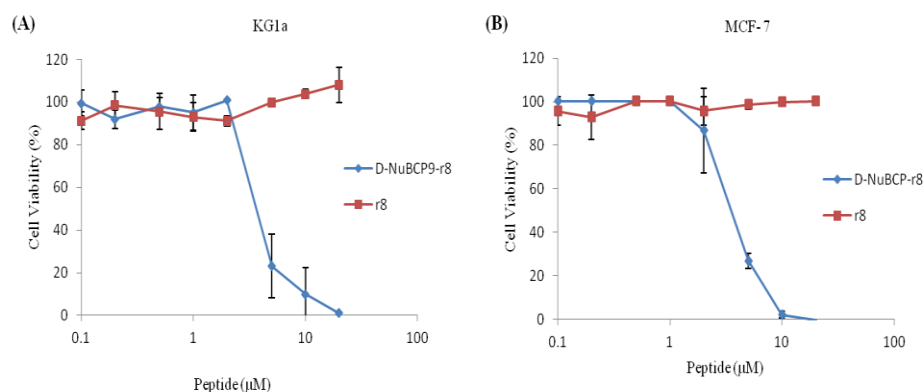 (A)
KG1a
120
100
80
60
40
20
0
Cell Viability (%)
0.1
1
10
100
Peptide (µM)
D-NuBCP9-r8
r8
(B)
MCF- 7
120
100
80
60
40
20
0
Cell Viability (%)
0.1
1
10
100
Peptide (µM)
D-NuBCP-r8
r8